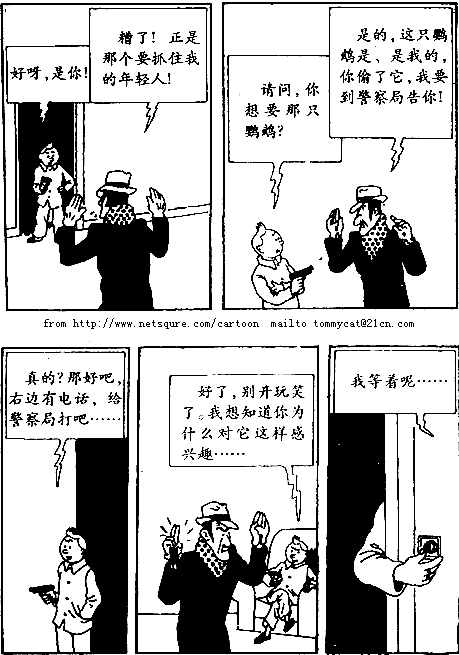 好呀，是你！
糟了！正是
那个要抓住我
的年轻人！
请问，你
想要那只
鹦鹉？
是的，这只鹦
鹉是、是我的，
你偷了它，我要
到警察局告你！
from http://www.netsqure.com/cartoon mailto tommycat@21cn.com
真的？那好吧，
右边有电话，给
警察局打吧……
好了，别开玩笑
了。我想知道你为
什么对它这样感
兴趣……
我等着呢……